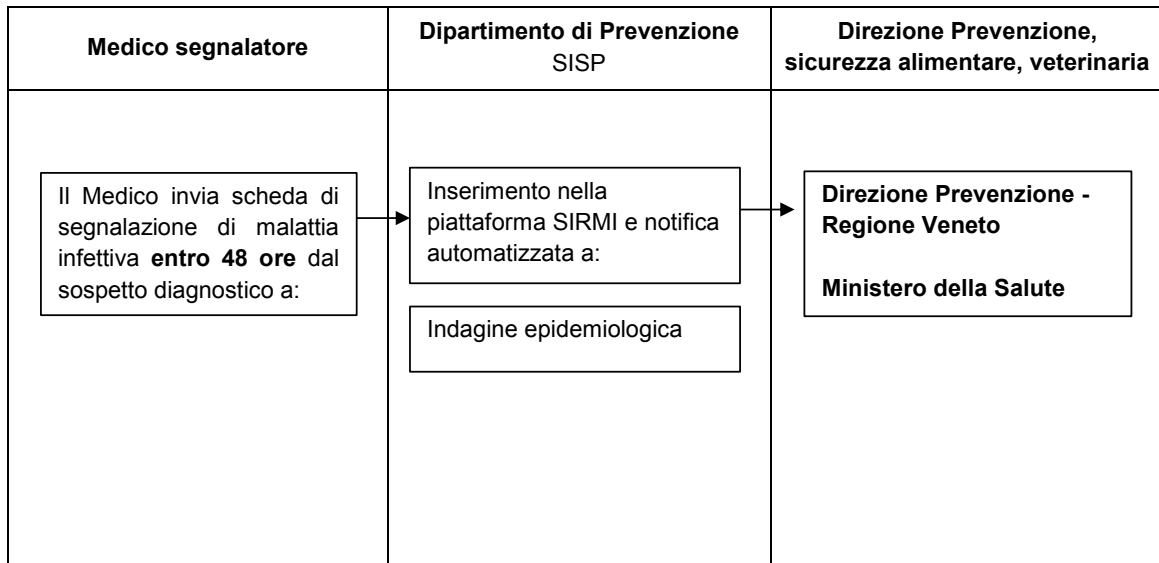 Medico segnalatore
Dipartimento di Prevenzione
SISP
Direzione Prevenzione,
sicurezza alimentare, veterinaria
Il Medico invia scheda di
segnalazione di malattia
infettiva entro 48 ore dal
sospetto diagnostico a:
Inserimento nella
piattaforma SIRMI e notifica
automatizzata a:
Indagine epidemiologica
Direzione Prevenzione -
Regione Veneto
Ministero della Salute